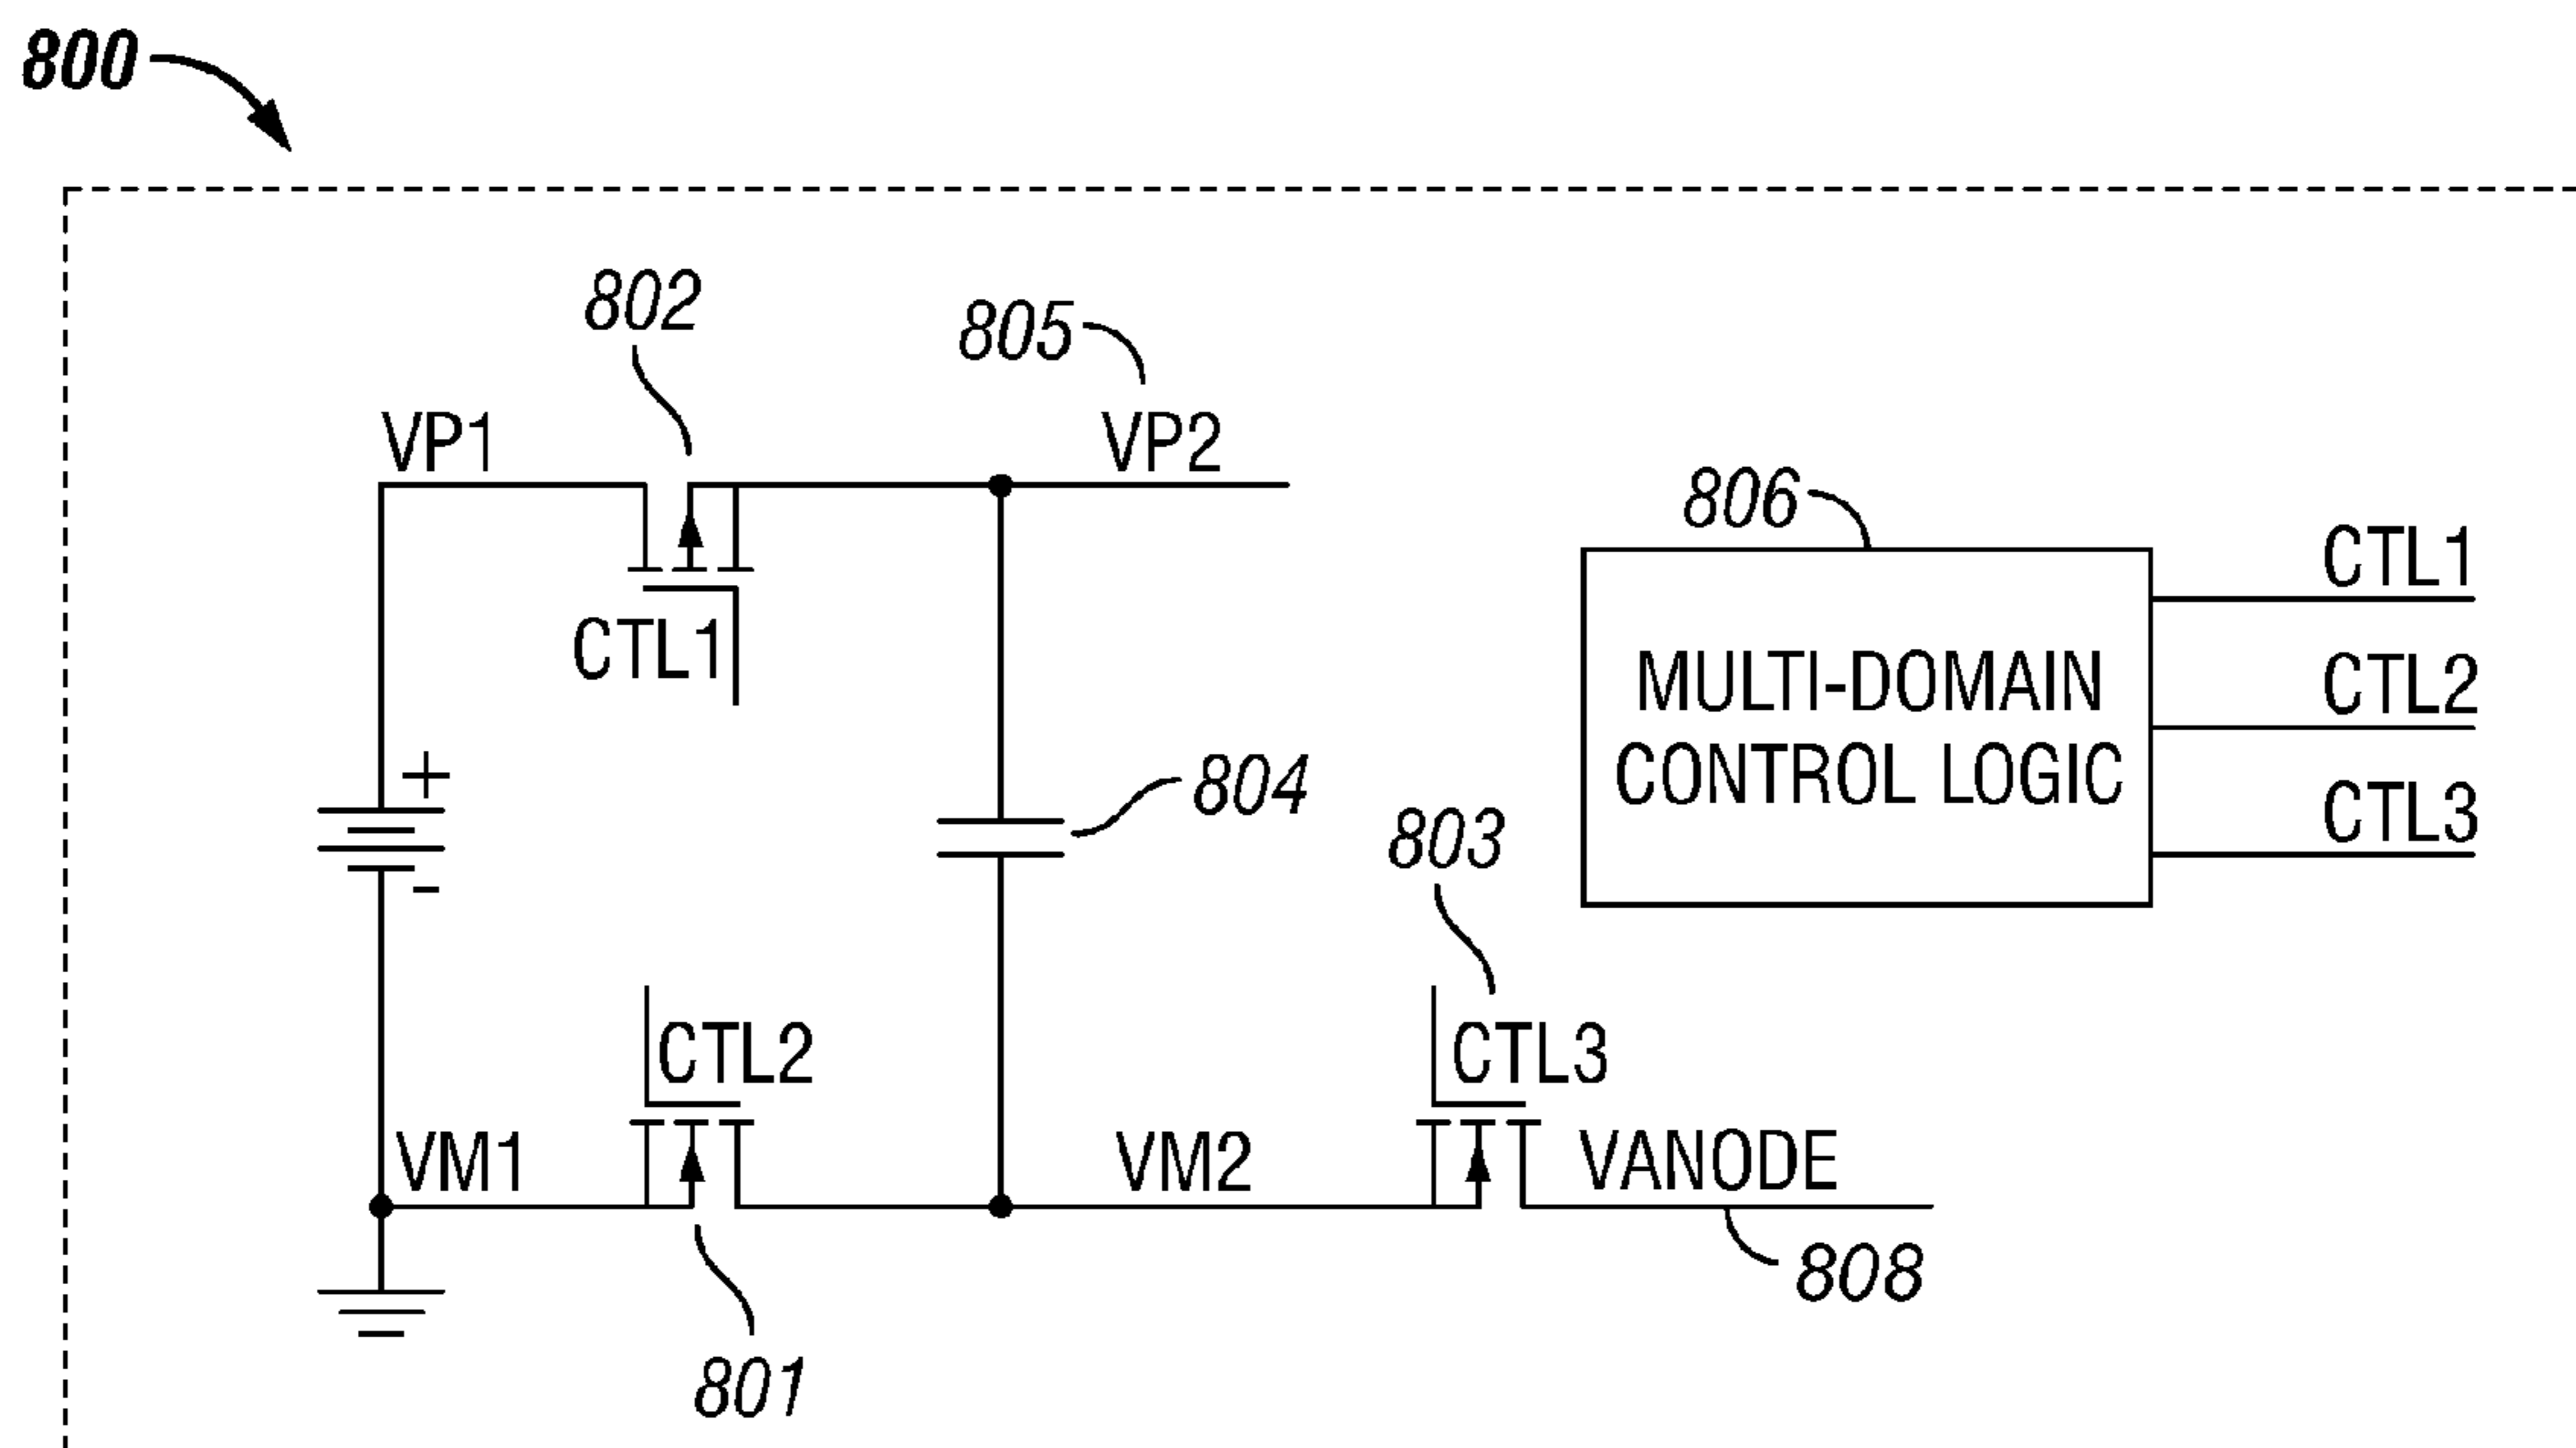 800
802
805
VP1
VP2
806
CTL1
CTL1
MULTI-DOMAIN
CONTROL LOGIC
CTL2
CTL3
+
-
804
803
CTL2
CTL3
VM1
VM2
VANODE
808
801